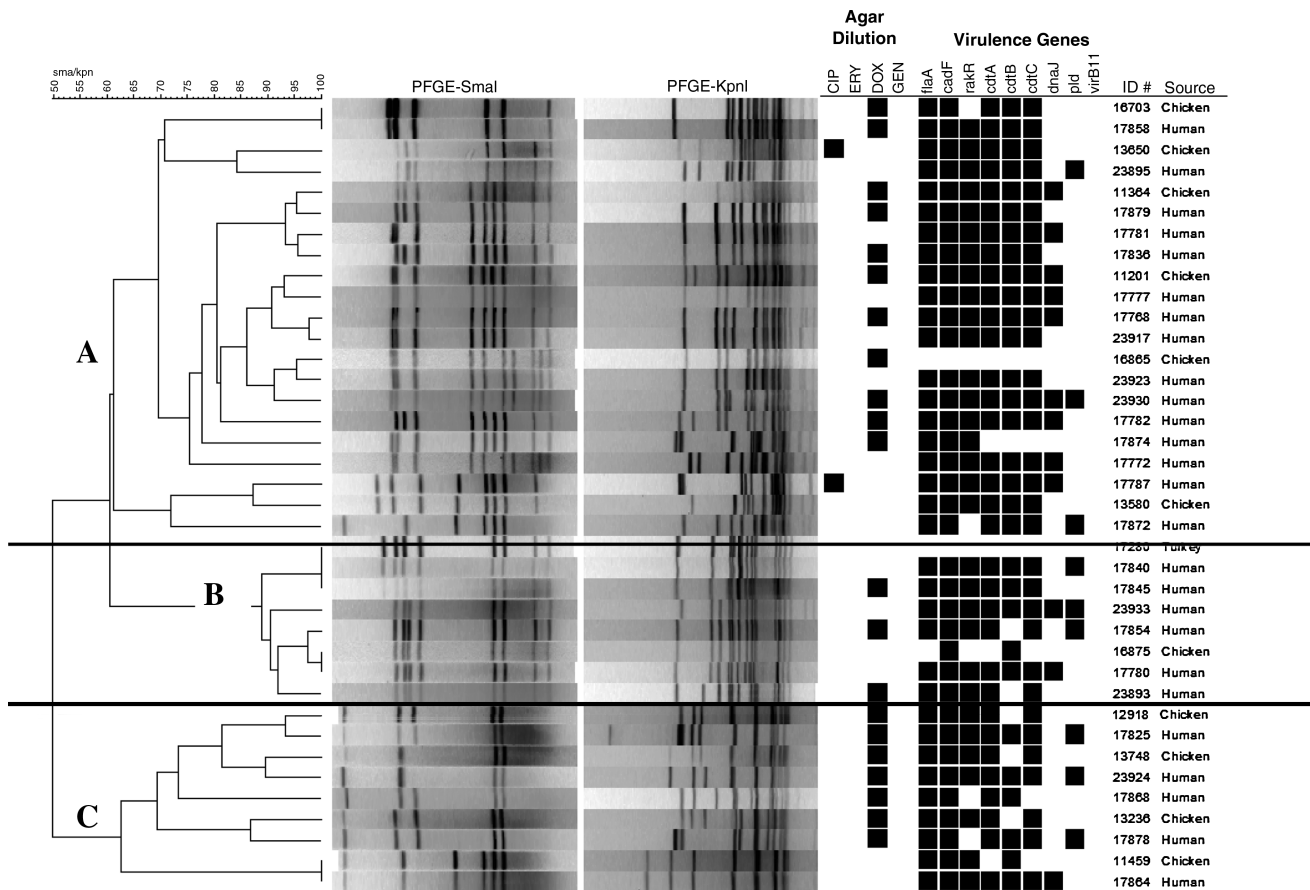 Agar
Dilution
Virulence Genes
sma/kpn
50 55 60 65 70 75 80 85 90 95 100
PFGE-SmaI PFGE-KpnI
CIP ERY DOX GEN flaA cadF rakR cdtA cdtB cdtC dnaJ pld virB11
ID # Source
16703 Chicken
17858 Human
13650 Chicken
23895 Human
11364 Chicken
17879 Human
17781 Human
17836 Human
11201 Chicken
17777 Human
17768 Human
23917 Human
A
16865 Chicken
23923 Human
23930 Human
17782 Human
17874 Human
17772 Human
17787 Human
13580 Chicken
17872 Human
17280 Turkey
17840 Human
17845 Human
B
23933 Human
17854 Human
16875 Chicken
17780 Human
23893 Human
12918 Chicken
17825 Human
13748 Chicken
23924 Human
17868 Human
C
13236 Chicken
17878 Human
11459 Chicken
17864 Human